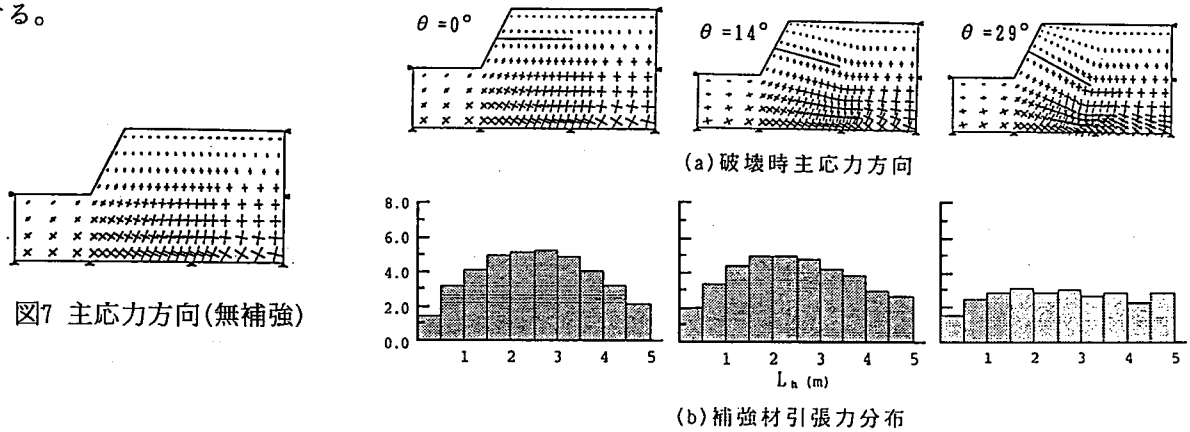 する。
θ=0°
θ=14°
θ=29°
(a)破壊時主応力方向
図7 主応力方向(無補強)
8.0
6.0
4.0
2.0
0.0
1 2 3 4 5
1 2 3 4 5
1 2 3 4 5
Lh (m)
(b)補強材引張力分布